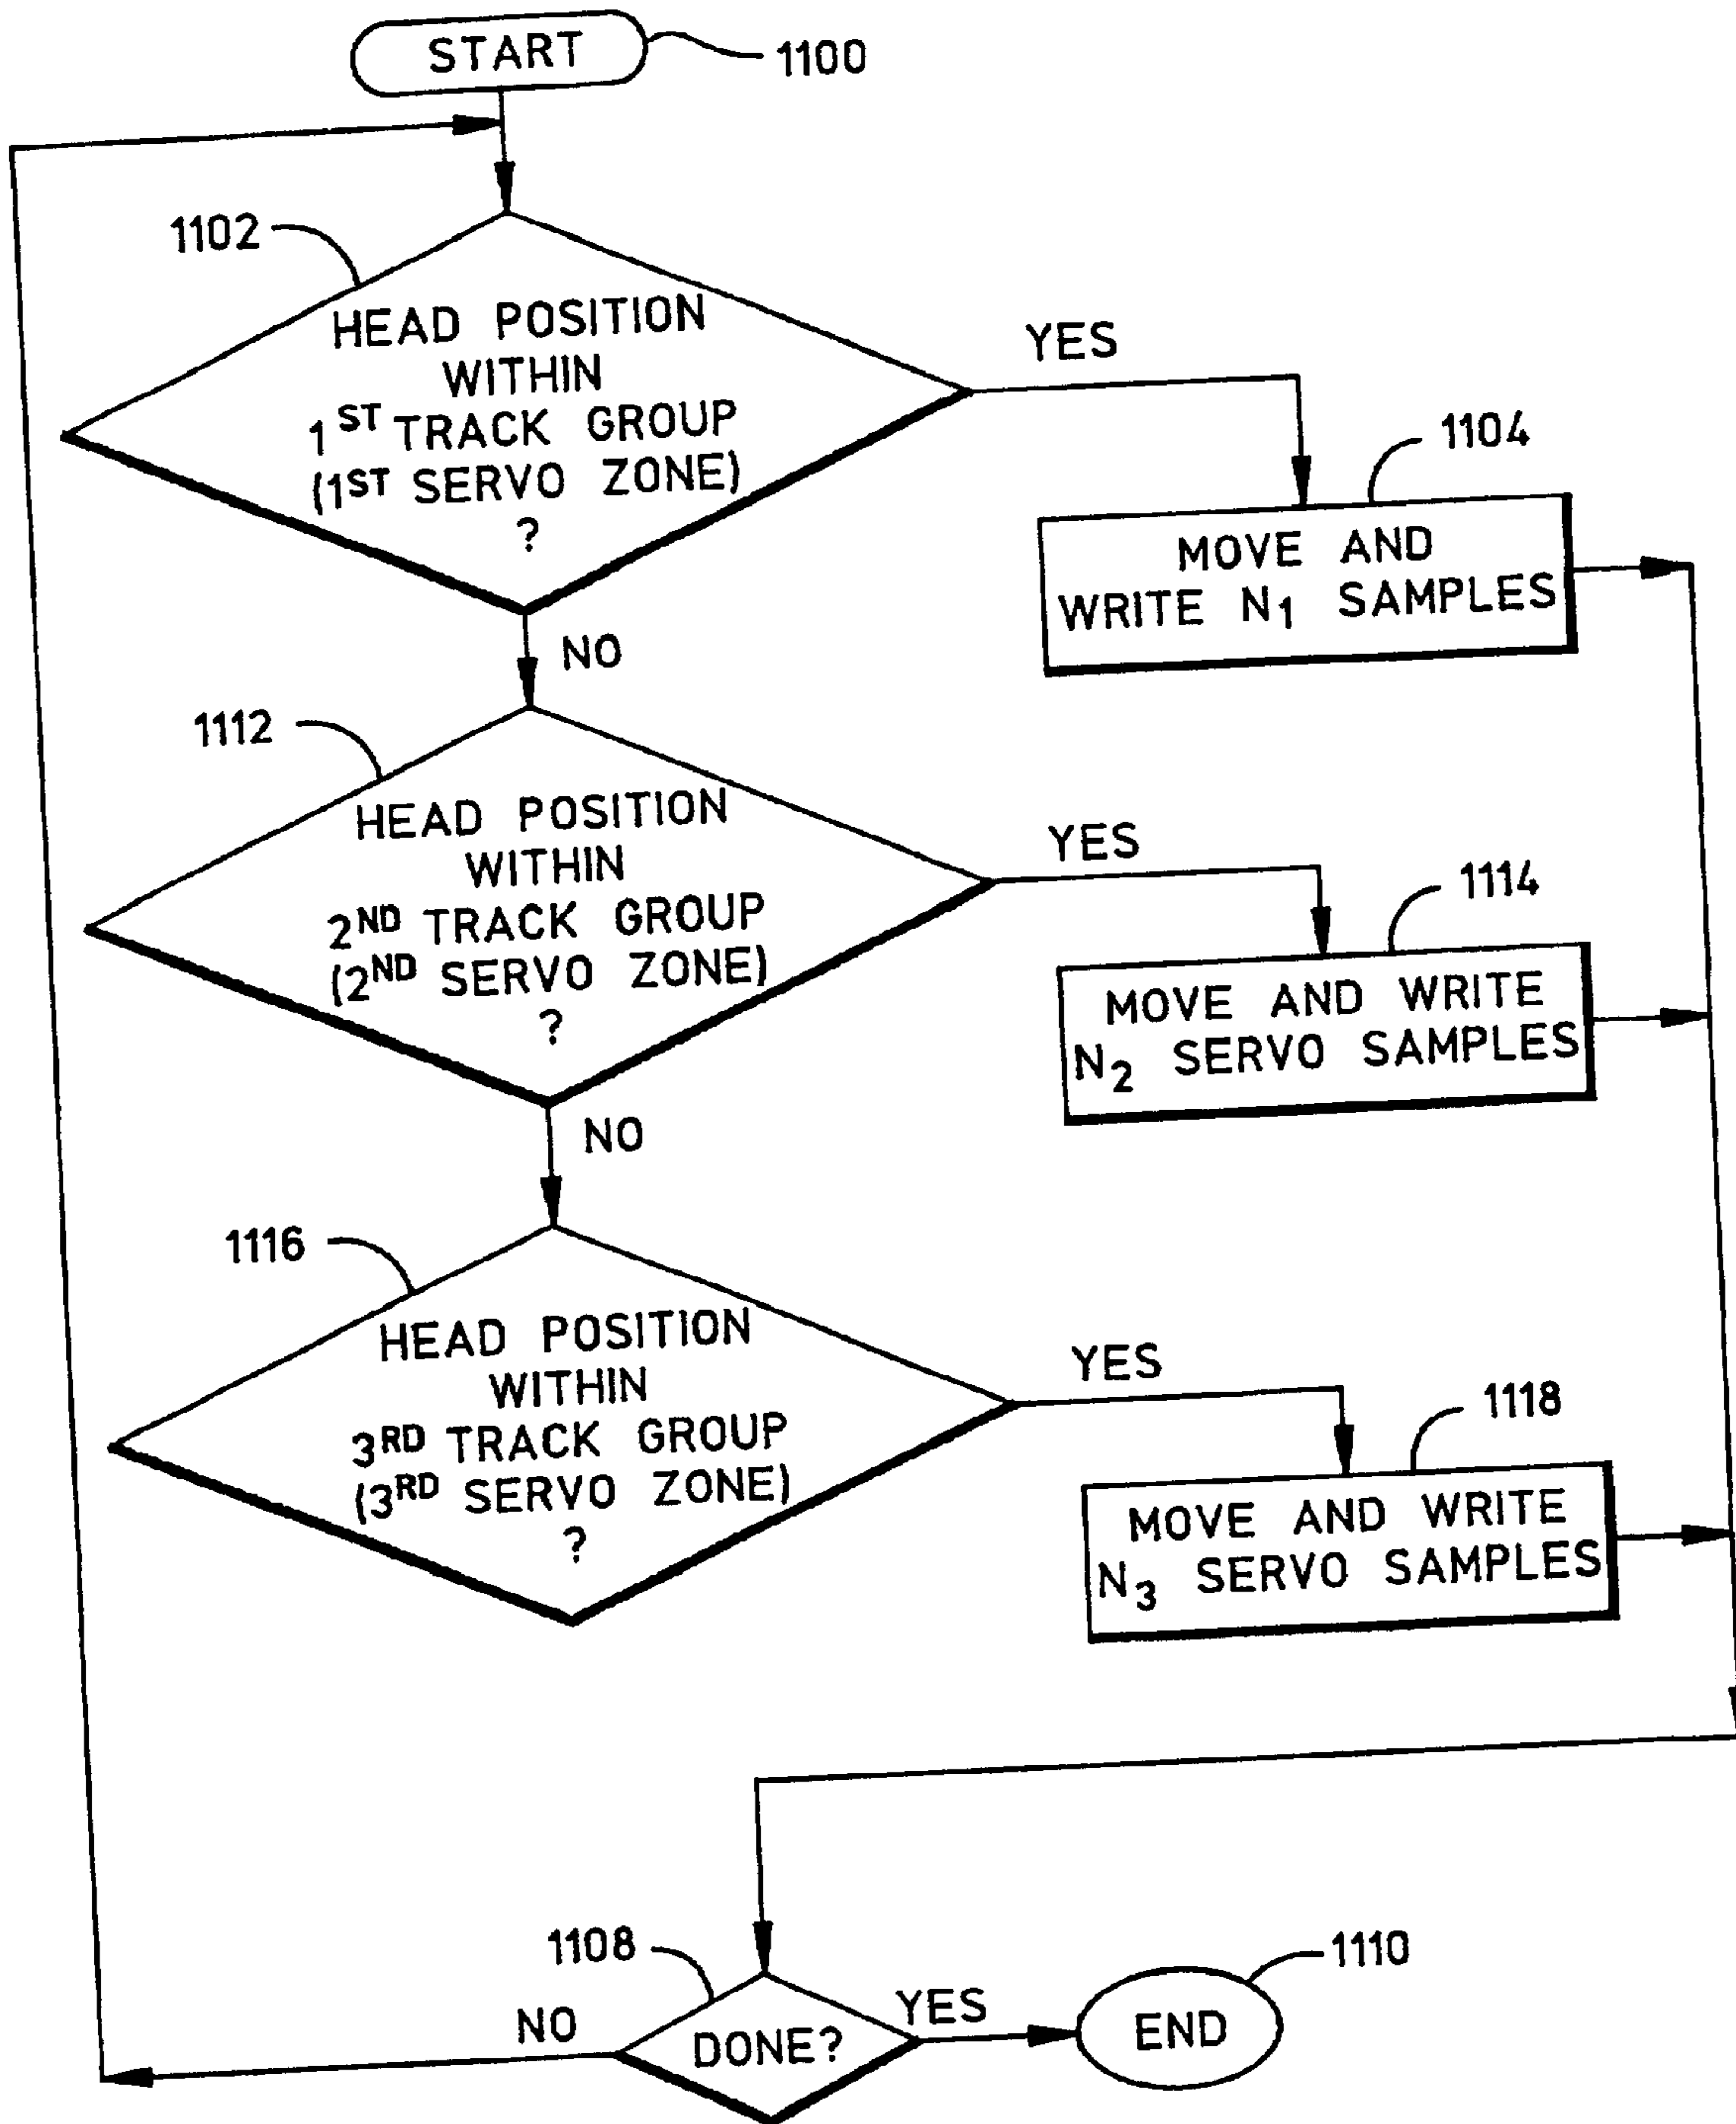 START
1100
1102
HEAD POSITION
WITHIN
1ST TRACK GROUP
(1ST SERVO ZONE)
?
YES
1104
MOVE AND
WRITE N1 SAMPLES
NO
1112
HEAD POSITION
WITHIN
2ND TRACK GROUP
(2ND SERVO ZONE)
?
YES
1114
MOVE AND WRITE
N2 SERVO SAMPLES
NO
1116
HEAD POSITION
WITHIN
3RD TRACK GROUP
(3RD SERVO ZONE)
?
YES
1118
MOVE AND WRITE
N3 SERVO SAMPLES
1108
DONE?
NO
YES
1110
END